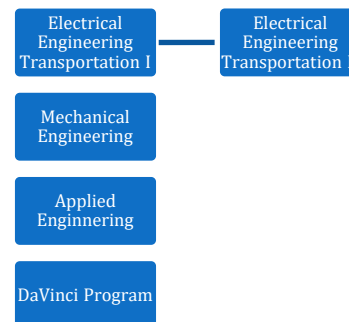 Electrical
Engineering
Transportation I
Electrical
Engineering
Transportation
Mechanical
Engineering
Applied
Enginnering
DaVinci Program